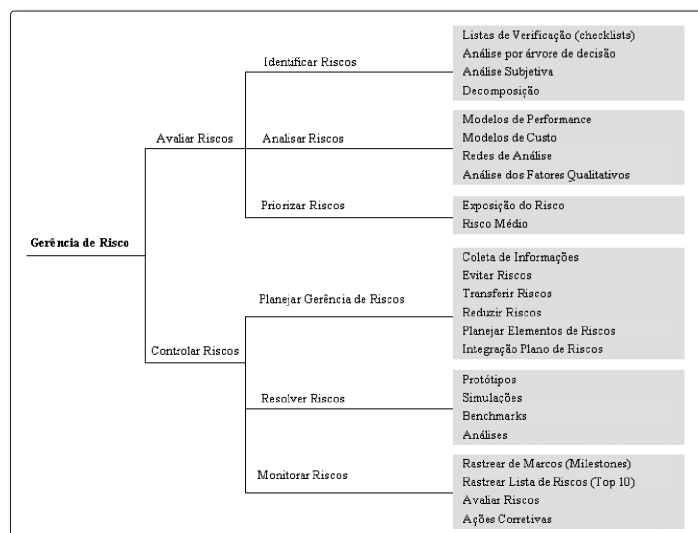 Gerência de Risco
Avaliar Riscos
Identificar Riscos
Listas de Verificação (checklists)
Análise por árvore de decisão
Análise Subjetiva
Decomposição
Analisar Riscos
Modelos de Performance
Modelos de Custo
Redes de Análise
Análise dos Fatores Qualitativos
Priorizar Riscos
Exposição do Risco
Risco Médio
Controlar Riscos
Planejar Gerência de Riscos
Coleta de Informações
Evitar Riscos
Transferir Riscos
Reduzir Riscos
Planejar Elementos de Riscos
Integração Plano de Riscos
Resolver Riscos
Protótipos
Simulações
Benchmarks
Análises
Monitorar Riscos
Rastrear de Marcos (Milestones)
Rastrear Lista de Riscos (Top 10)
Avaliar Riscos
Ações Corretivas